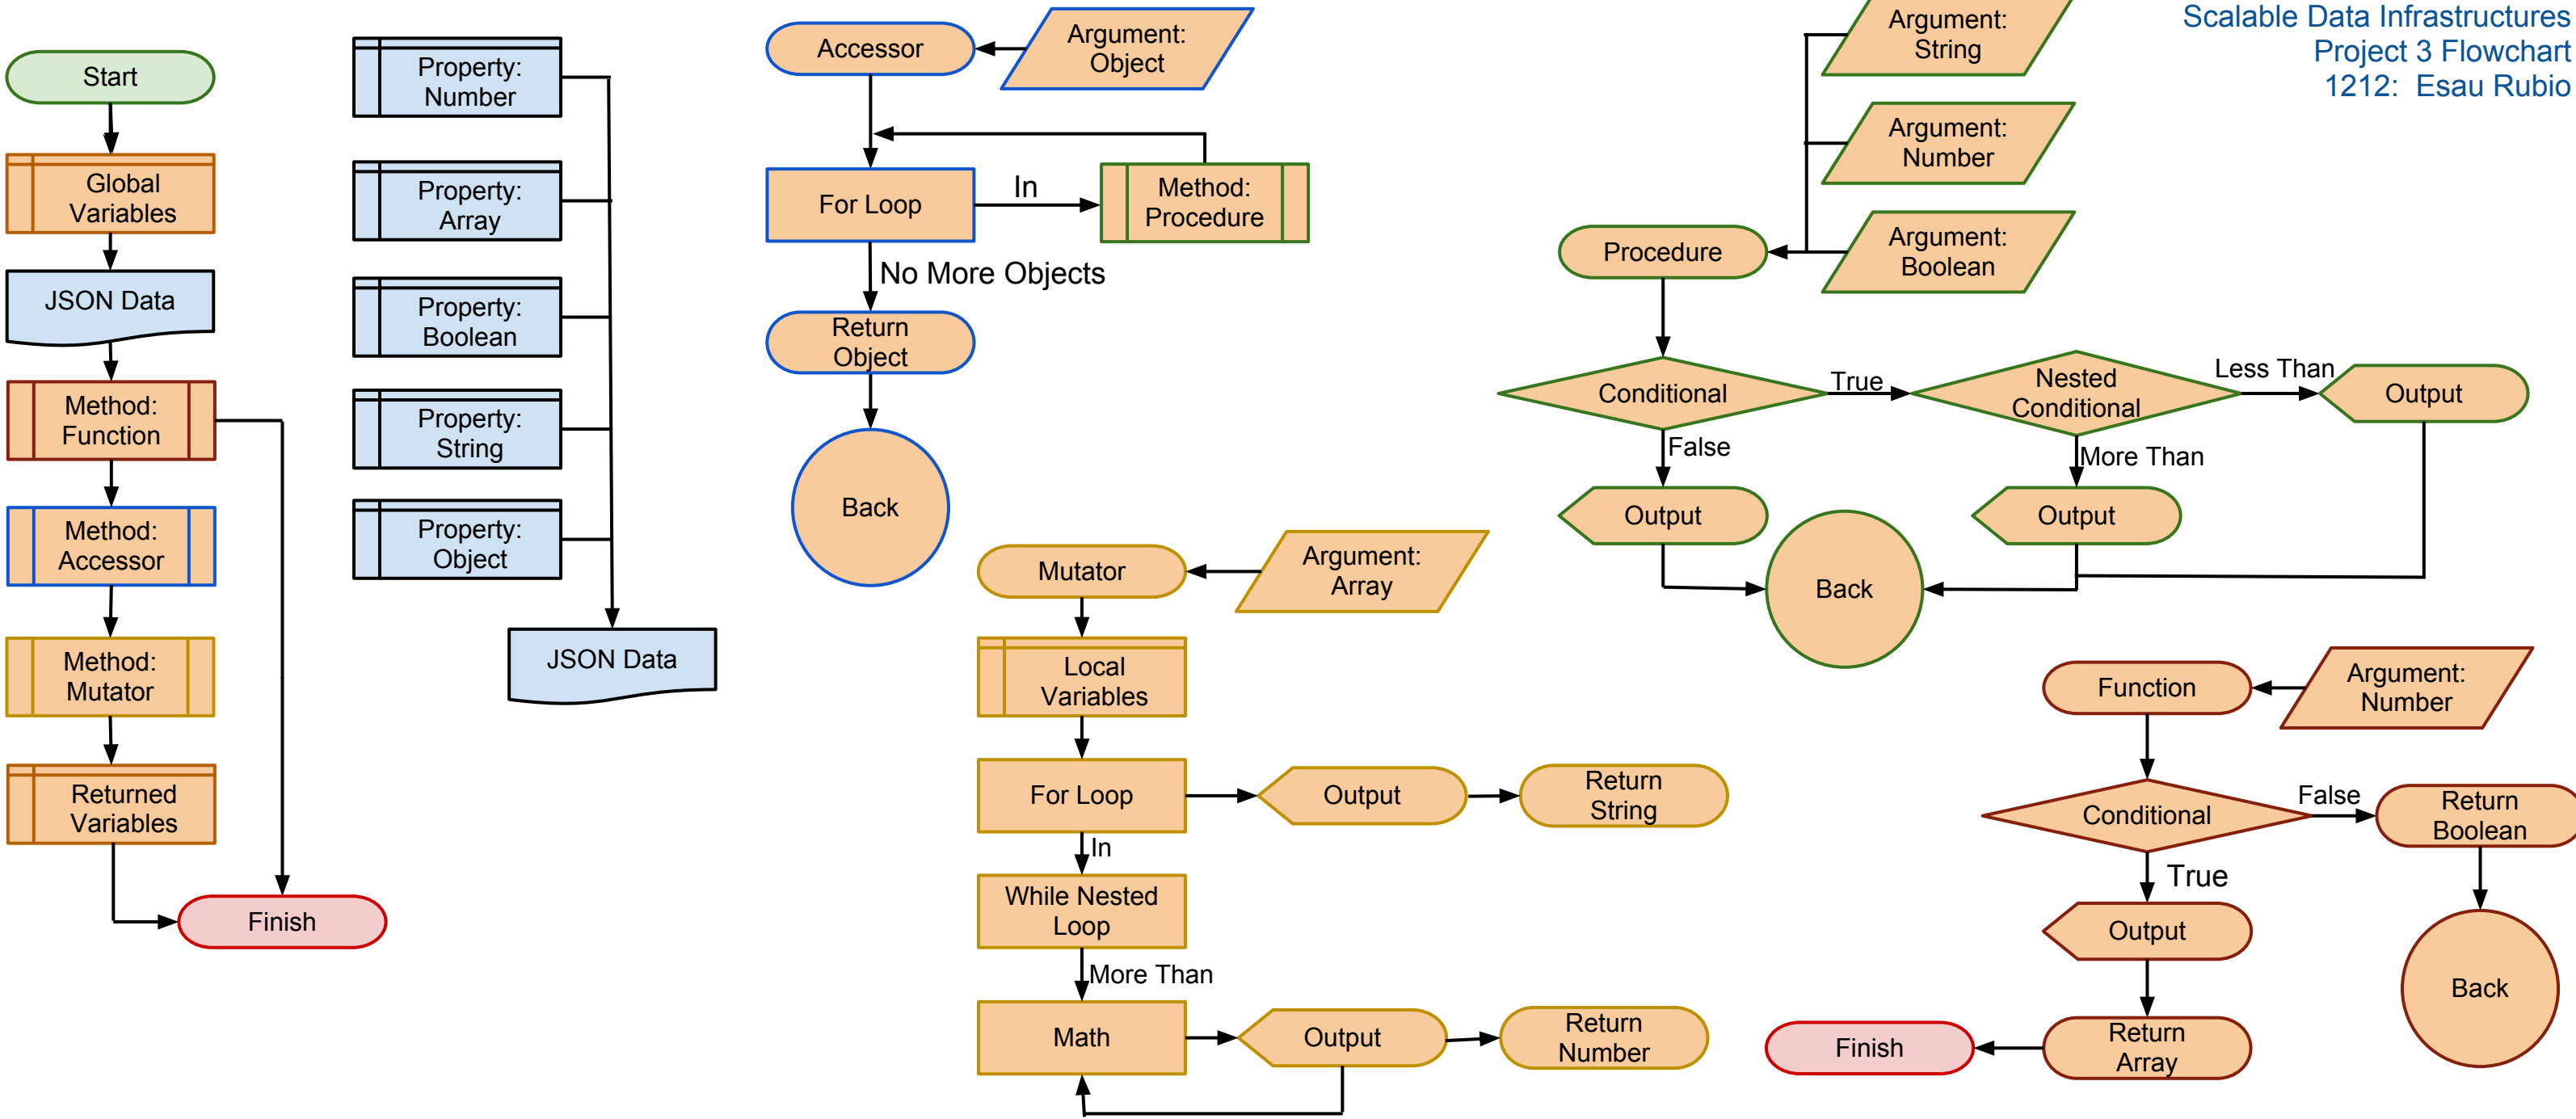 Scalable Data Infrastructures
Project 3 Flowchart
1212: Esau Rubio
Start
Global
Variables
JSON Data
Method:
Function
Method:
Accessor
Method:
Mutator
Returned
Variables
Finish
Property:
Number
Property:
Array
Property:
Boolean
Property:
String
Property:
Object
JSON Data
Accessor
Argument:
Object
For Loop
In
Method:
Procedure
No More Objects
Return
Object
Back
Mutator
Argument:
Array
Local
Variables
For Loop
Output
Return
String
In
While Nested
Loop
More Than
Math
Output
Return
Number
Argument:
String
Argument:
Number
Argument:
Boolean
Procedure
Conditional
True
Nested
Conditional
Less Than
Output
False
More Than
Output
Output
Back
Function
Argument:
Number
Conditional
False
Return
Boolean
True
Output
Back
Return
Array
Finish